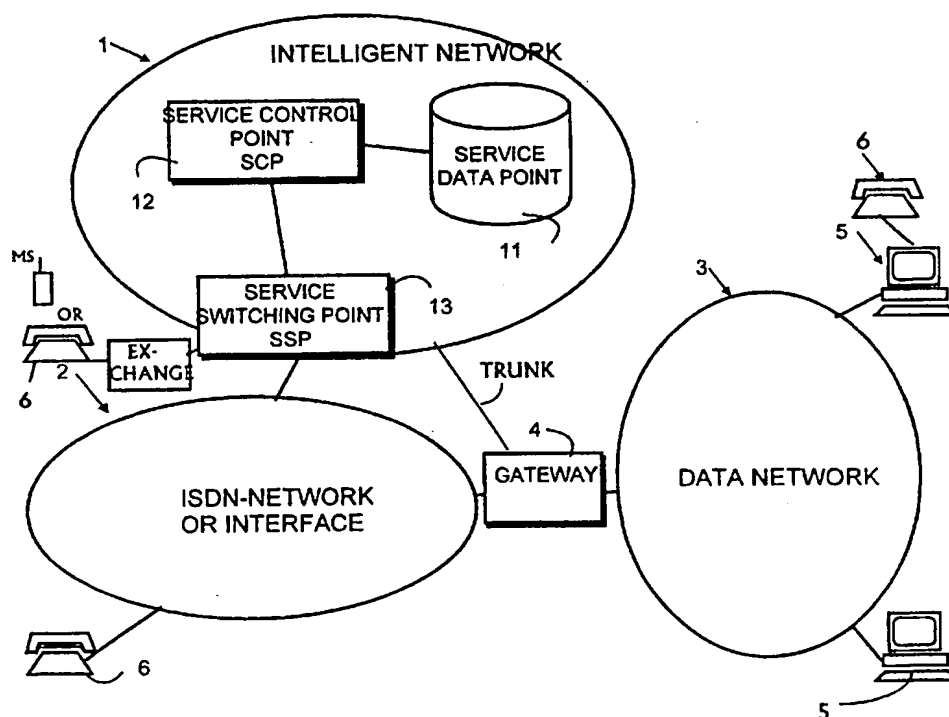 1
INTELLIGENT NETWORK
SERVICE CONTROL
POINT
SCP
12
SERVICE
DATA POINT
11
6
5
MS
OR
6
2
EX-
CHANGE
SERVICE
SWITCHING POINT
SSP
13
3
TRUNK
4
GATEWAY
DATA NETWORK
ISDN-NETWORK
OR INTERFACE
6
5